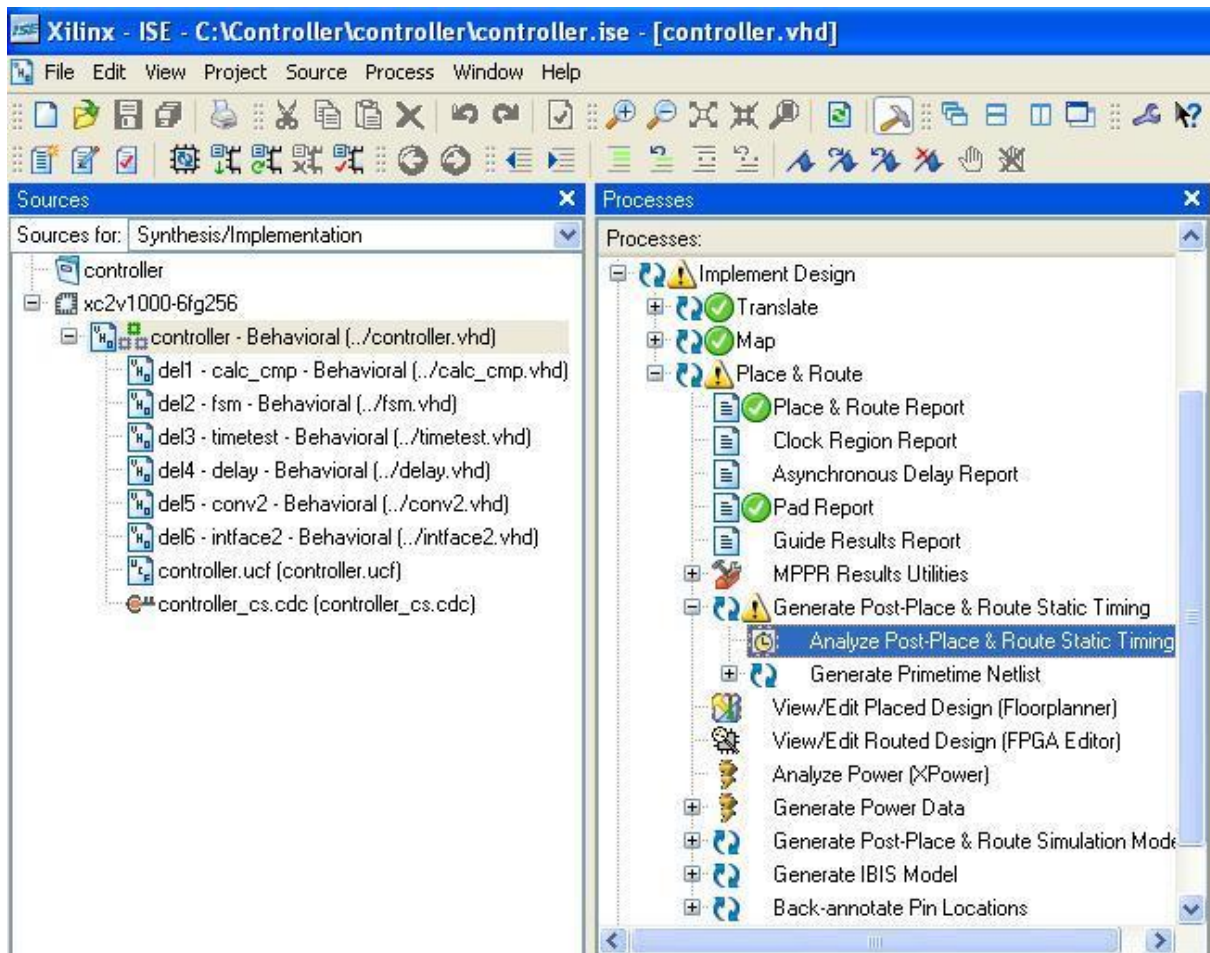 Xilinx - ISE - C:\Controller\controller\controller.ise - [controller.vhd]
File Edit View Project Source Process Window Help
Sources
Sources for: Synthesis/Implementation
controller
xc2v1000-6fg256
controller - Behavioral (../controller.vhd)
del1 - calc_cmp - Behavioral (../calc_cmp.vhd)
del2 - fsm - Behavioral (../fsm.vhd)
del3 - timetest - Behavioral (../timetest.vhd)
del4 - delay - Behavioral (../delay.vhd)
del5 - conv2 - Behavioral (../conv2.vhd)
del6 - intface2 - Behavioral (../intface2.vhd)
controller.ucf (controller.ucf)
controller_cs.cdc (controller_cs.cdc)
Processes
Processes:
Implement Design
Translate
Map
Place & Route
Place & Route Report
Clock Region Report
Asynchronous Delay Report
Pad Report
Guide Results Report
MPPR Results Utilities
Generate Post-Place & Route Static Timing
Analyze Post-Place & Route Static Timing
Generate Primetime Netlist
View/Edit Placed Design (Floorplanner)
View/Edit Routed Design (FPGA Editor)
Analyze Power (XPower)
Generate Power Data
Generate Post-Place & Route Simulation Mode
Generate IBIS Model
Back-annotate Pin Locations